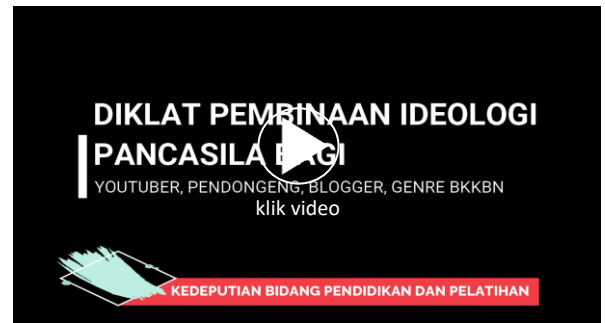 DIKLAT PEMBINAAN IDEOLOGI
PANCASILA BAGI
YOUTUBER, PENDONGENG, BLOGGER, GENRE BKKBN
klik video
KEDEPUTIAN BIDANG PENDIDIKAN DAN PELATIHAN